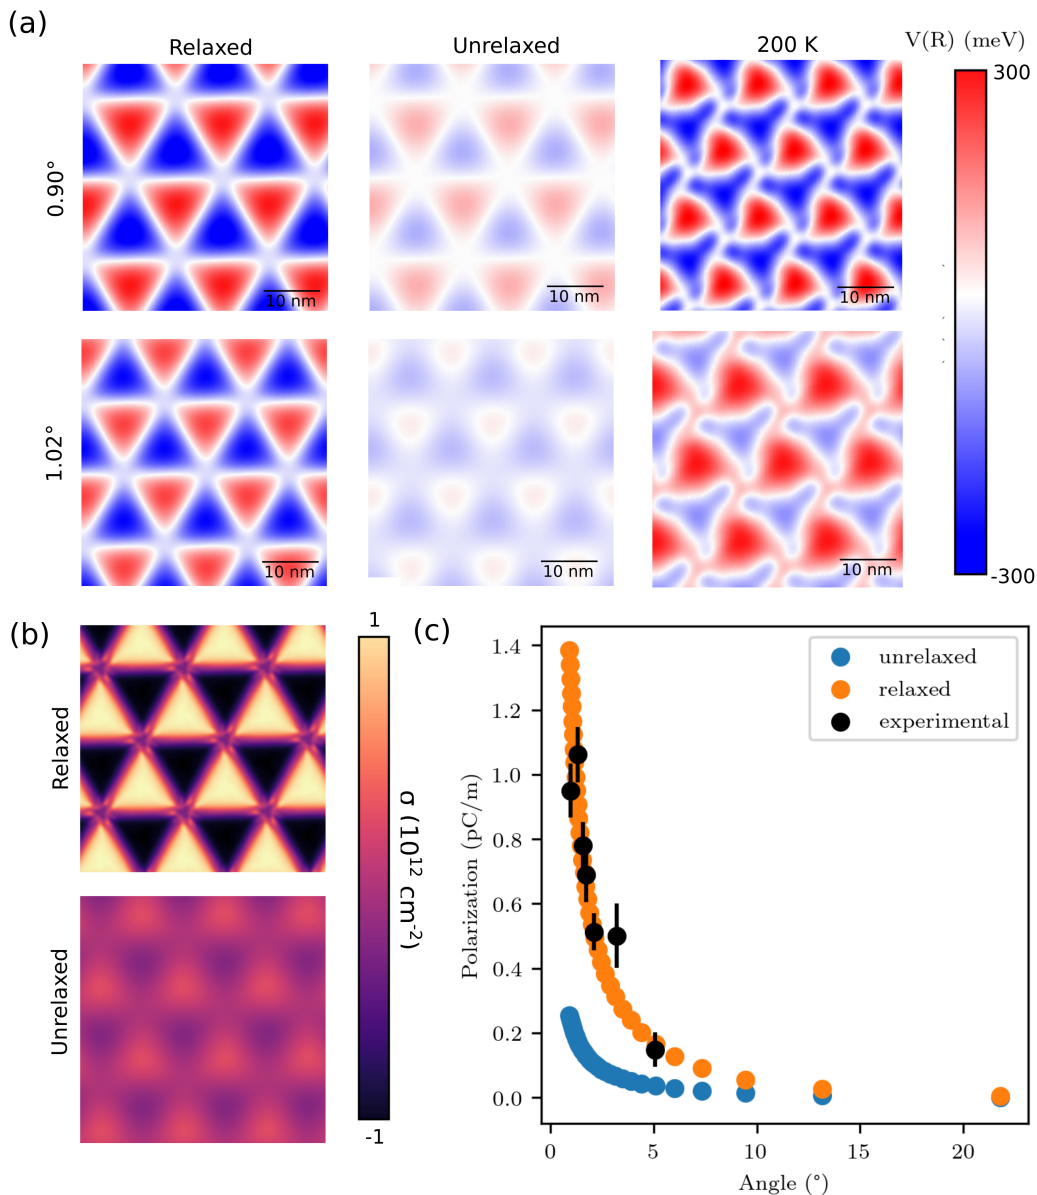 (a)
Relaxed
Unrelaxed
200 K
V(R) (meV)
300
0.90°
10 nm
10 nm
10 nm
1.02°
10 nm
10 nm
10 nm
-300
(b)
1
(c)
Relaxed
σ (10¹² cm⁻²)
Unrelaxed
-1
1.4
1.2
1.0
0.8
0.6
0.4
0.2
0.0
Polarization (pC/m)
unrelaxed
relaxed
experimental
0
5
10
15
20
Angle (°)